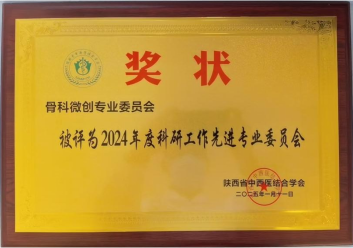 奖状
骨科微创专业委员会
被评为2024年度科研工作先进专业委员会
陕西省中西医结合学会
二〇二五年一月十一日